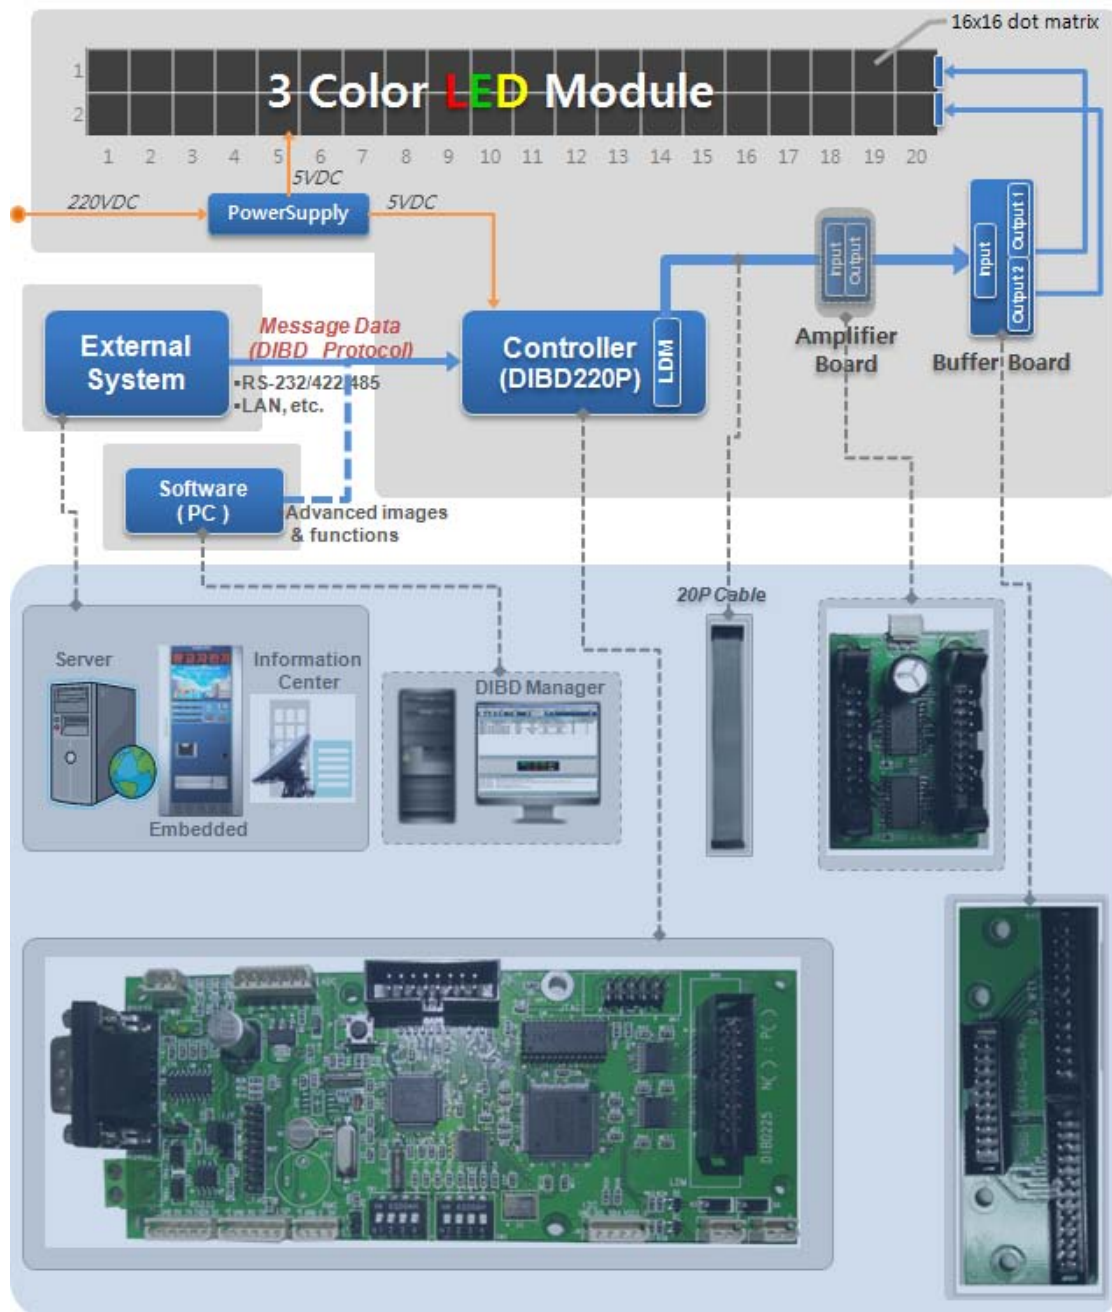 16x16 dot matrix
1
3 Color LED Module
2
1 2 3 4 5 6 7 8 9 10 11 12 13 14 15 16 17 18 19 20
5VDC
220VDC
PowerSupply
5VDC
Input
Output
Input
Output 1
Output 2
External
System
Message Data
(DIBD Protocol)
▪RS-232/422/485
▪LAN, etc.
Controller
(DIBD220P)
LDM
Amplifier
Board
Buffer Board
Software
( PC )
Advanced images
& functions
20P Cable
Server
Information
Center
Embedded
DIBD Manager
JTAG
N( ) : P( )
DIBD225
LDM